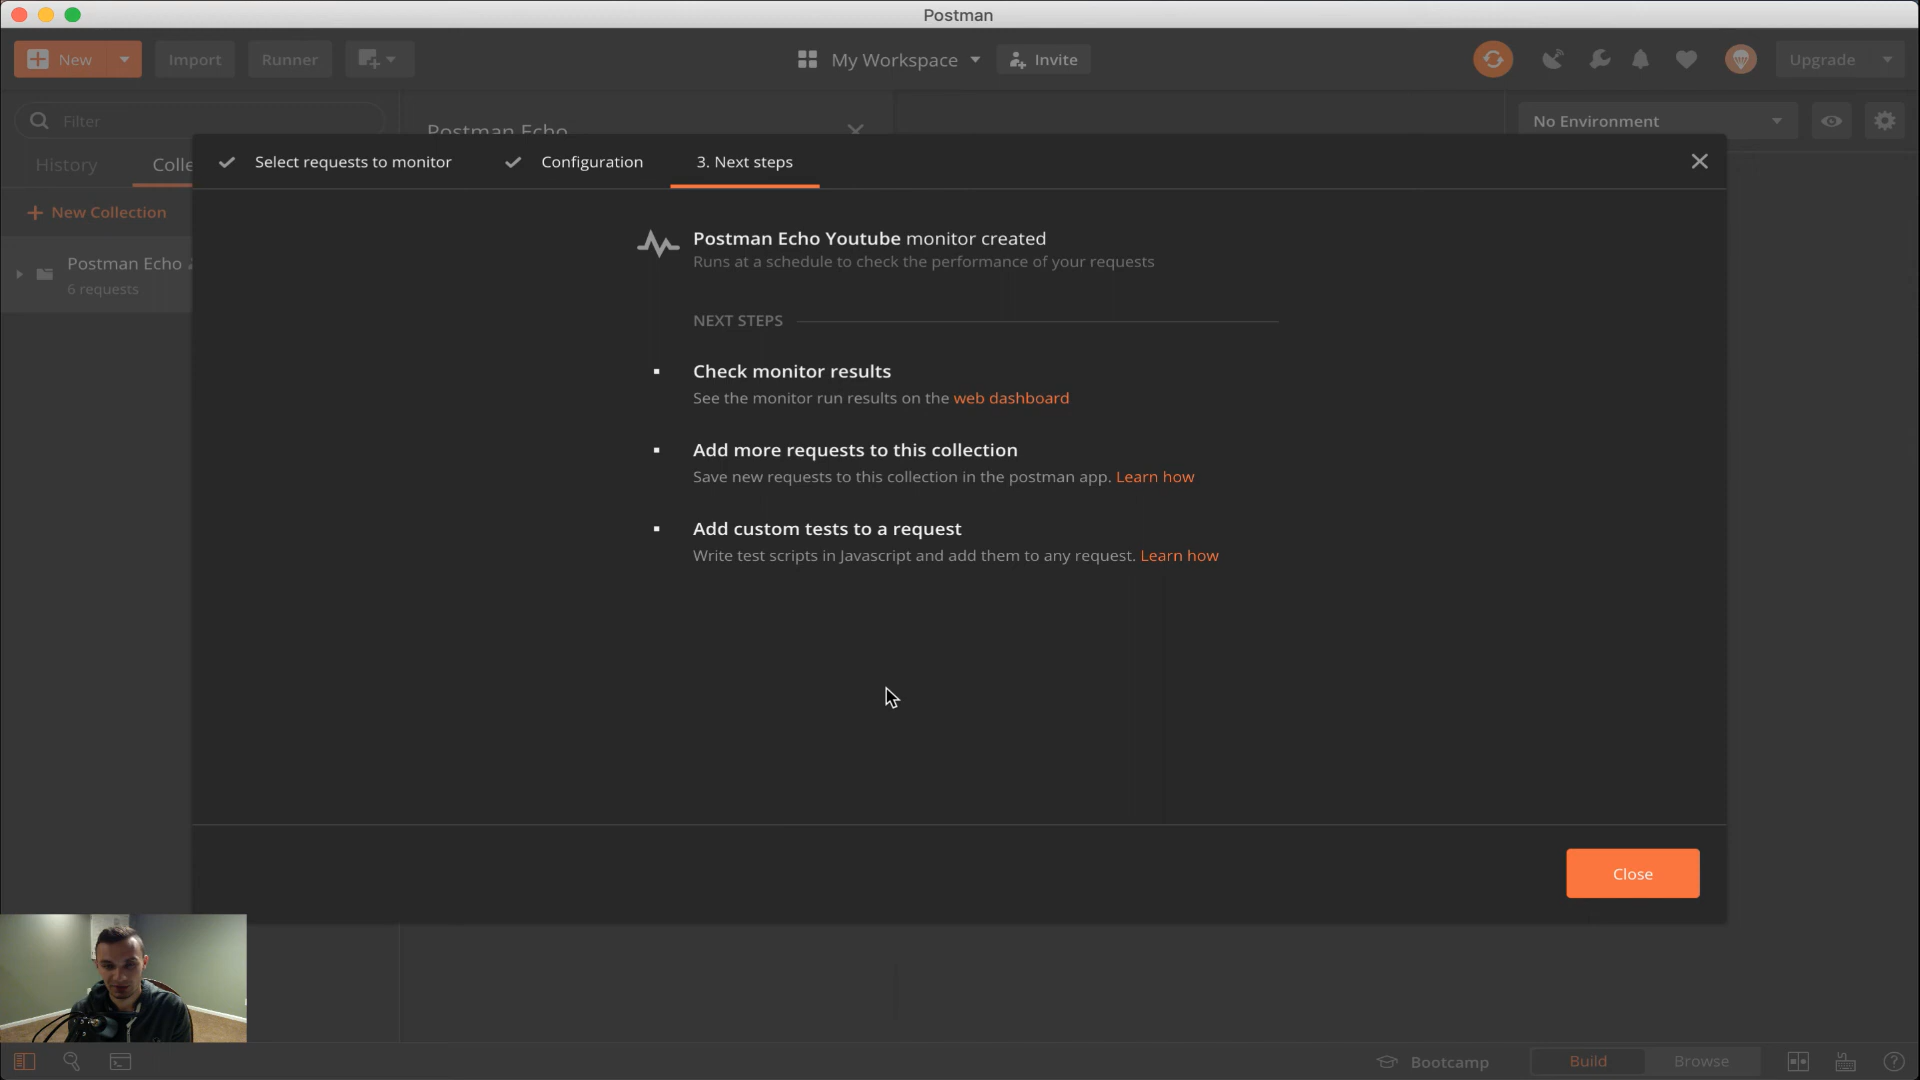 Postman
New
Import
Runner
My Workspace
Invite
Upgrade
Filter
Postman Echo
No Environment
History
Colle
Select requests to monitor
Configuration
3. Next steps
New Collection
Postman Echo
6 requests
Postman Echo Youtube monitor created
Runs at a schedule to check the performance of your requests
NEXT STEPS
Check monitor results
See the monitor run results on the web dashboard
Add more requests to this collection
Save new requests to this collection in the postman app. Learn how
Add custom tests to a request
Write test scripts in Javascript and add them to any request. Learn how
Close
Bootcamp
Build
Browse